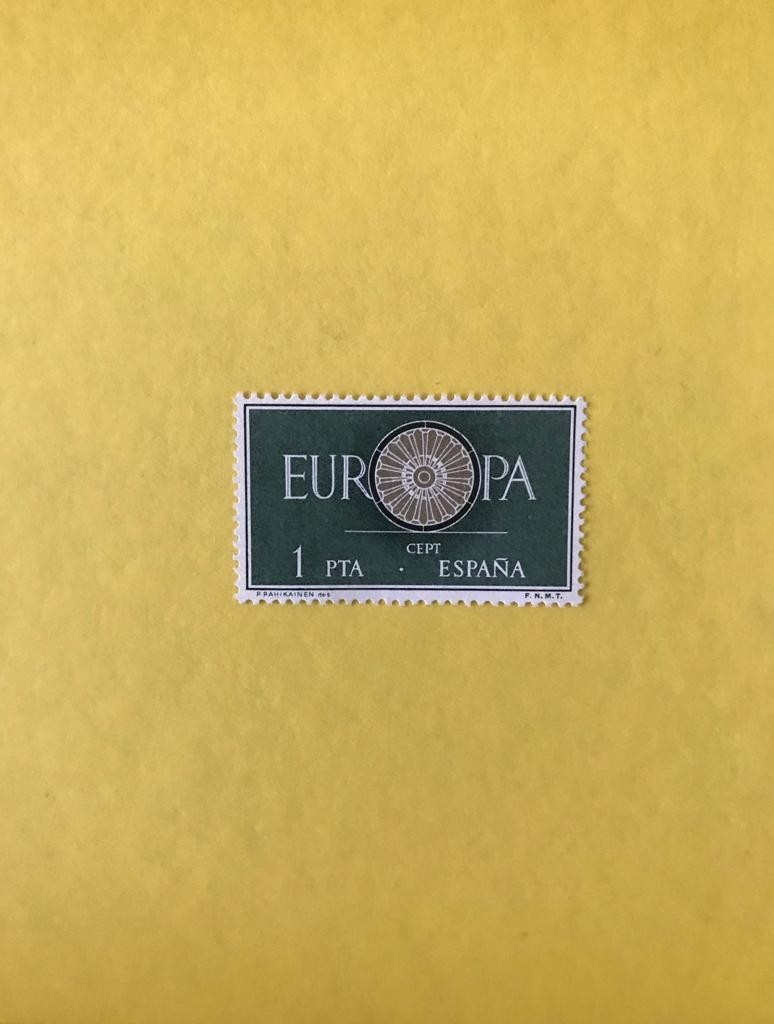 EUROPA
CEPT
1 PTA · ESPAÑA
P.RAHIKAINEN des F. N. M. T.